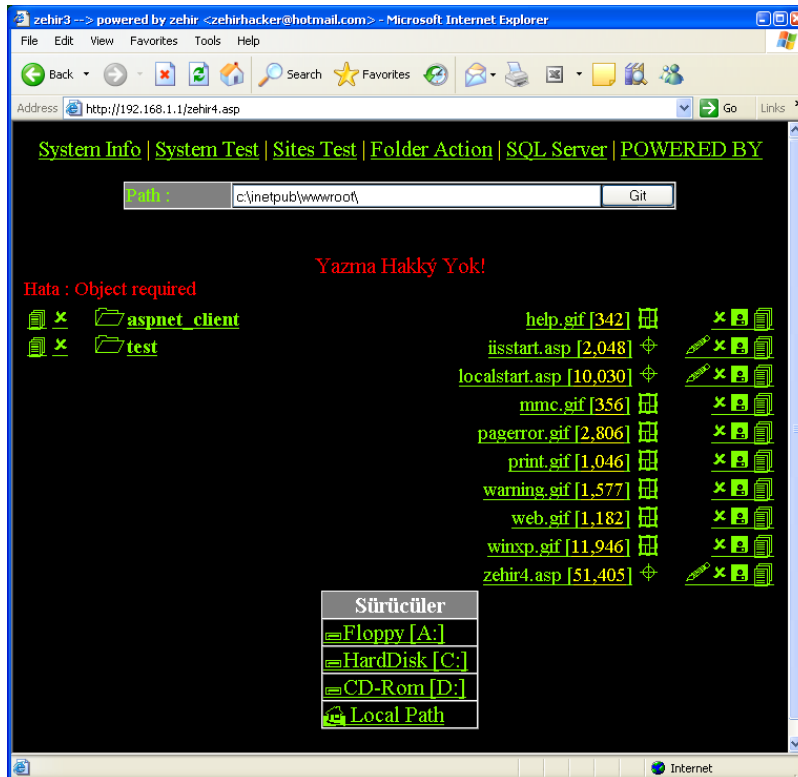 zehir3 --> powered by zehir <zehirhacker@hotmail.com> - Microsoft Internet Explorer
File Edit View Favorites Tools Help
Back Search Favorites
Address http://192.168.1.1/zehir4.asp Go Links
System Info | System Test | Sites Test | Folder Action | SQL Server | POWERED BY
Path : c:\inetpub\wwwroot\ Git
Yazma Hakký Yok!
Hata : Object required
aspnet_client help.gif [342]
test iisstart.asp [2,048]
localstart.asp [10,030]
mmc.gif [356]
pagerror.gif [2,806]
print.gif [1,046]
warning.gif [1,577]
web.gif [1,182]
winxp.gif [11,946]
zehir4.asp [51,405]
Sürücüler
Floppy [A:]
HardDisk [C:]
CD-Rom [D:]
Local Path
Internet